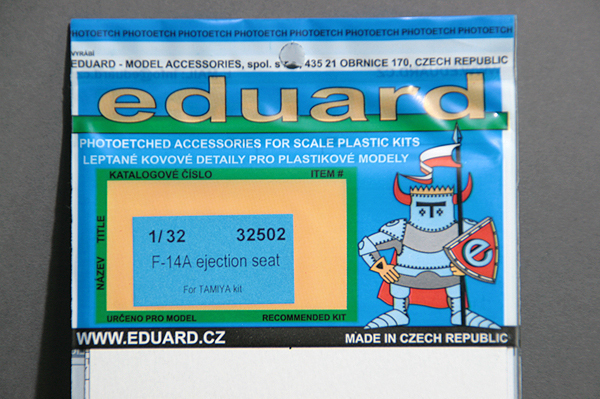 PHOTOETCH PHOTOETCH PHOTOETCH PHOTOETCH PHOTOETCH PHOTOETCH PHOTOETCH PHOTOETCH
VYRÁBÍ
EDUARD - MODEL ACCESSORIES, spol. s 435 21 OBRNICE 170, CZECH REPUBLIC
eduard
PHOTOETCHED ACCESSORIES FOR SCALE PLASTIC KITS
LEPTANÉ KOVOVÉ DETAILY PRO PLASTIKOVÉ MODELY
KATALOGOVÉ ČÍSLO ITEM #
NÁZEV TITLE
1/32 32502
F-14A ejection seat
For TAMIYA kit
URČENO PRO MODEL RECOMMENDED KIT
e
WWW.EDUARD.CZ MADE IN CZECH REPUBLIC